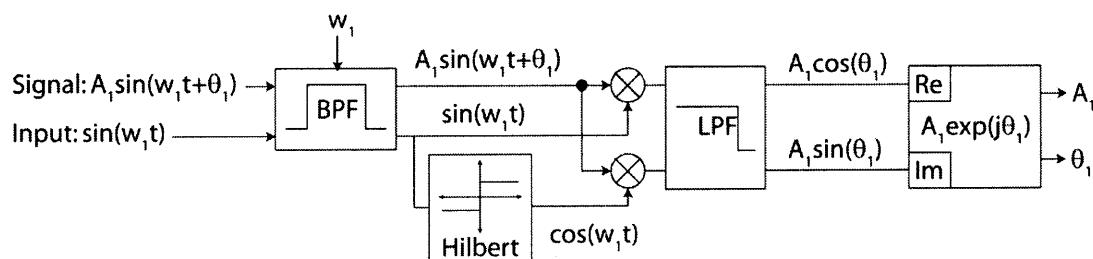 w₁
Signal: A₁sin(w₁t+θ₁)
Input: sin(w₁t)
BPF
A₁sin(w₁t+θ₁)
sin(w₁t)
Hilbert
cos(w₁t)
LPF
A₁cos(θ₁)
A₁sin(θ₁)
Re
A₁exp(jθ₁)
Im
A₁
θ₁